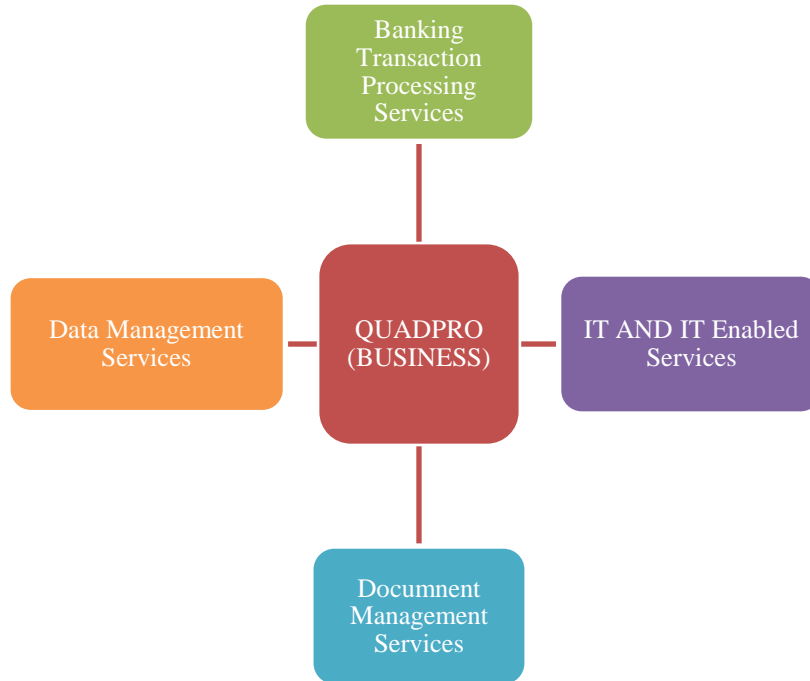 Banking
Transaction
Processing
Services
Data Management
Services
QUADPRO
(BUSINESS)
IT AND IT Enabled
Services
Documnent
Management
Services